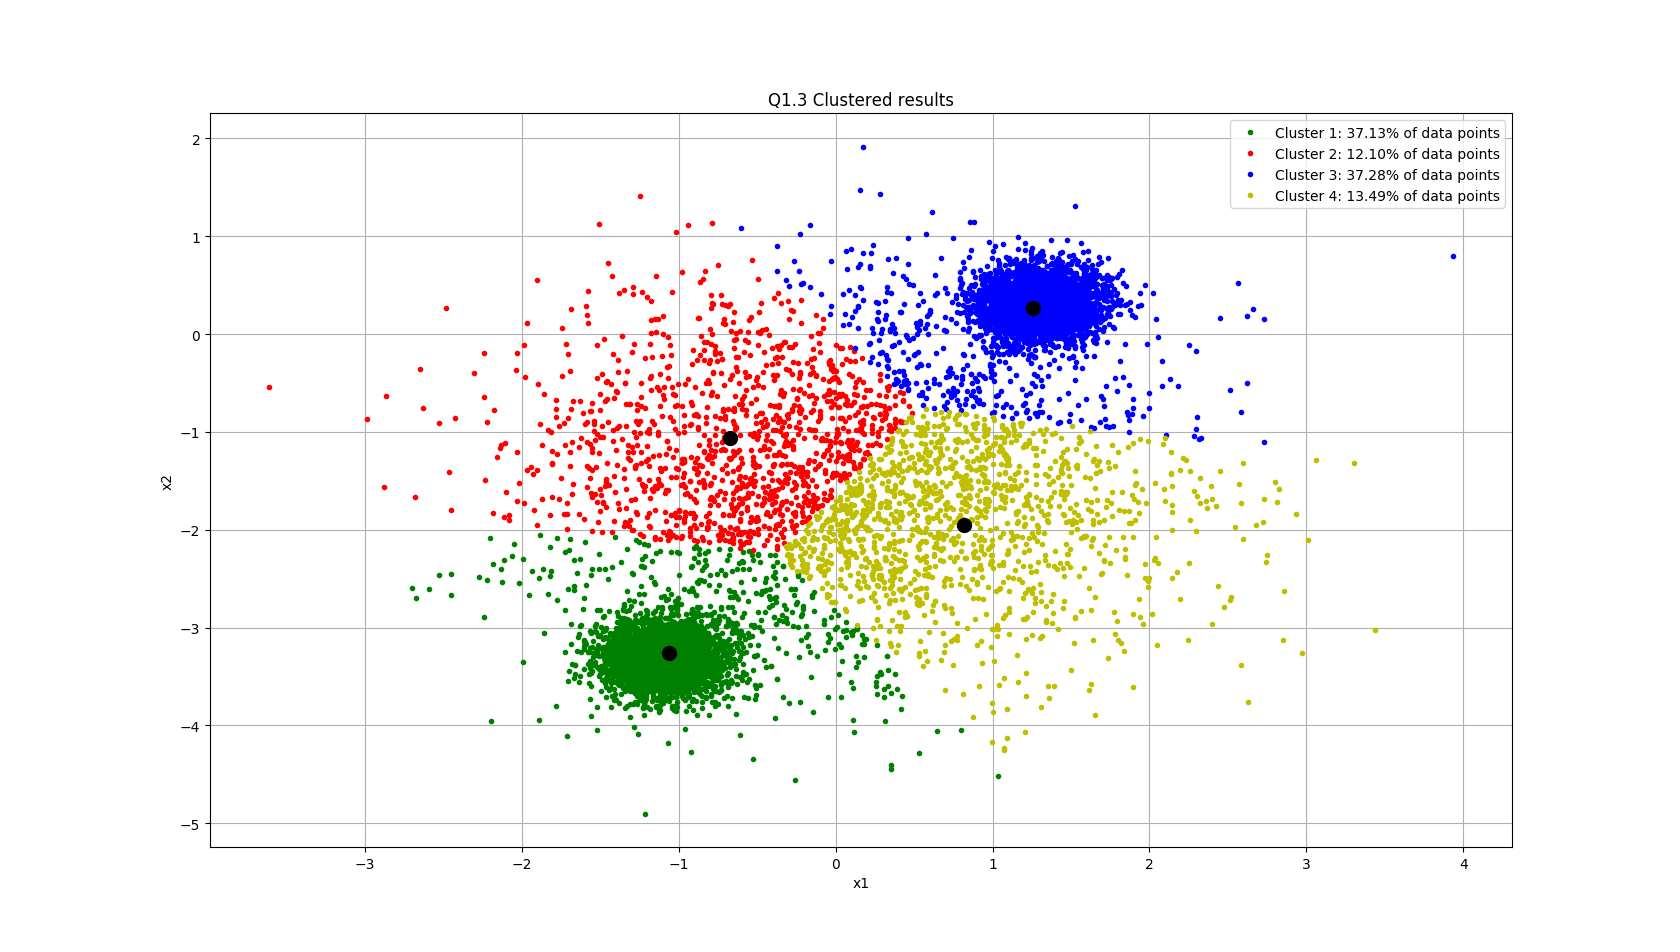 Q1.3 Clustered results
Cluster 1: 37.13% of data points
Cluster 2: 12.10% of data points
Cluster 3: 37.28% of data points
Cluster 4: 13.49% of data points
2
1
0
−1
−2
−3
−4
−5
x2
−3 −2 −1 0 1 2 3 4
x1